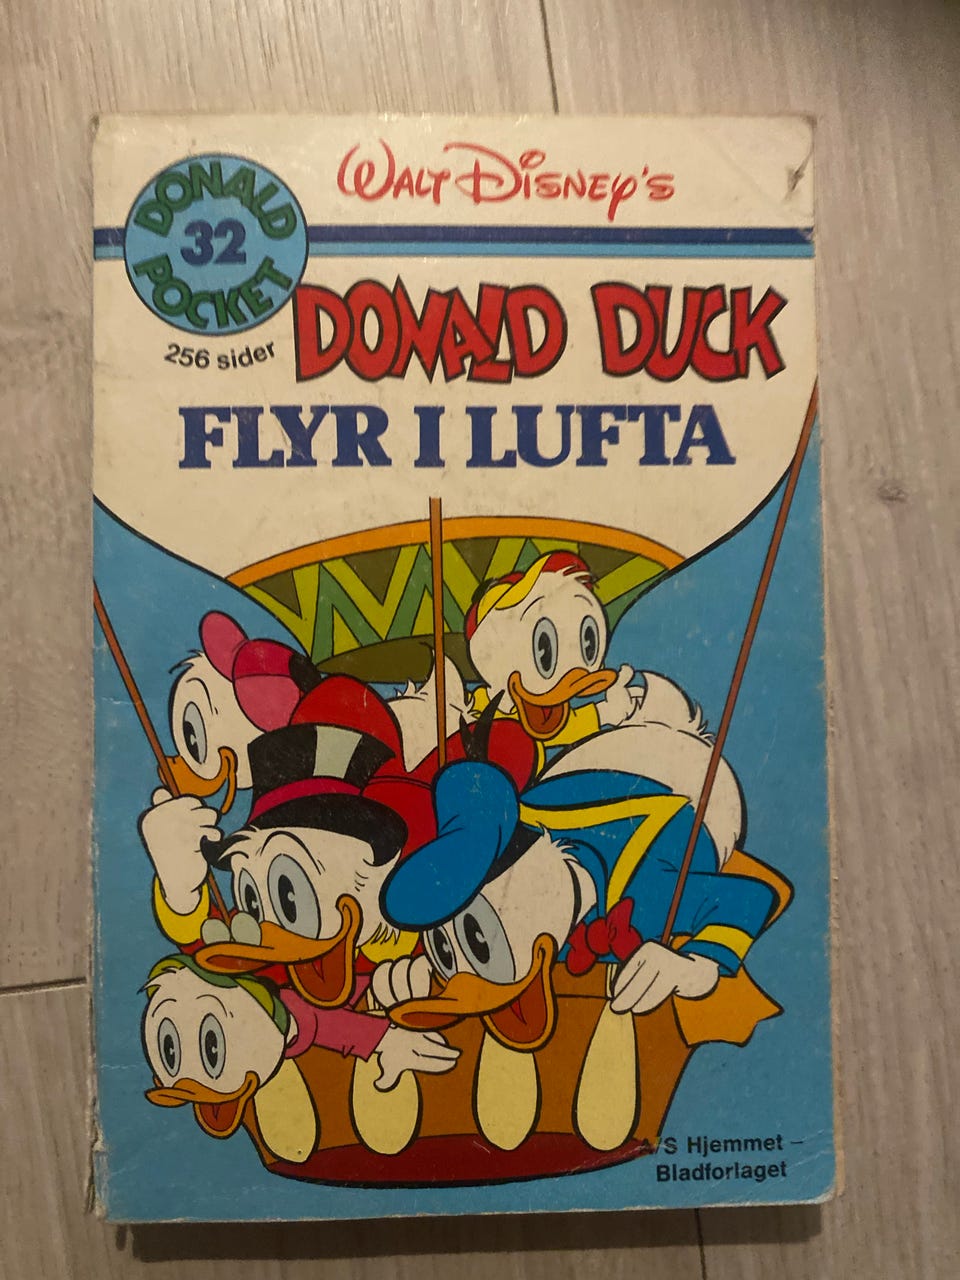 WALT DISNEY'S
DONALD
32
POCKET
256 sider
DONALD DUCK
FLYR I LUFTA
A/S Hjemmet –
Bladforlaget